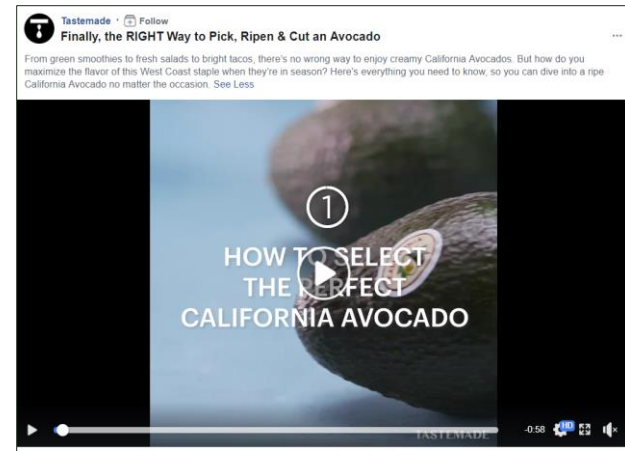 Tastemade · Follow
Finally, the RIGHT Way to Pick, Ripen & Cut an Avocado
From green smoothies to fresh salads to bright tacos, there's no wrong way to enjoy creamy California Avocados. But how do you
maximize the flavor of this West Coast staple when they're in season? Here's everything you need to know, so you can dive into a ripe
California Avocado no matter the occasion. See Less
1
HOW TO SELECT
THE PERFECT
CALIFORNIA AVOCADO
TASTEMADE
-0:58 HD